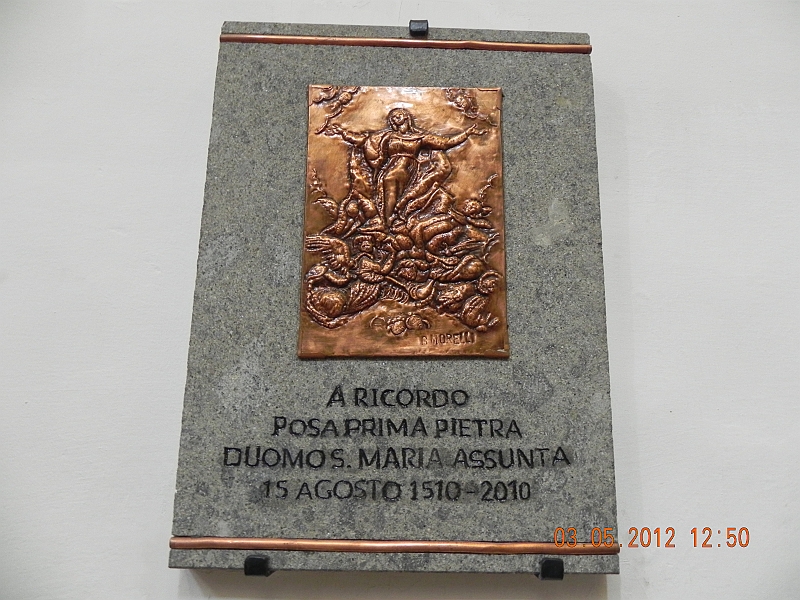 G. MORELLI
A RICORDO
POSA PRIMA PIETRA
DUOMO S. MARIA ASSUNTA
15 AGOSTO 1510-2010
03.05.2012 12:50